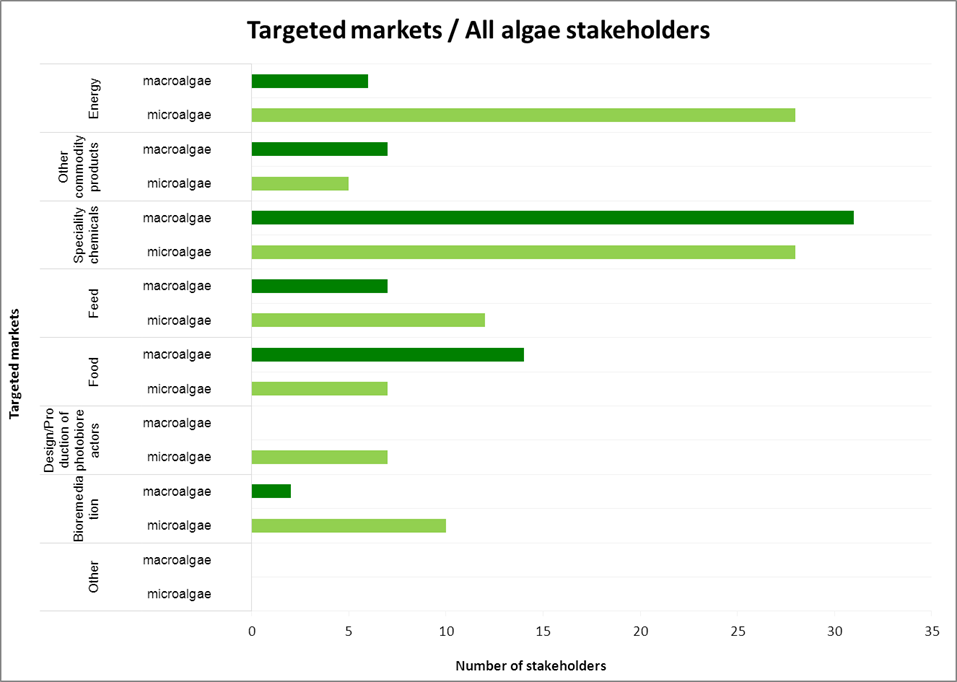 Targeted markets / All algae stakeholders
Targeted markets
Energy
macroalgae
microalgae
Other
commodity
products
macroalgae
microalgae
Speciality
chemicals
macroalgae
microalgae
Feed
macroalgae
microalgae
Food
macroalgae
microalgae
Design/Pro
duction of
photobiore
actors
macroalgae
microalgae
Bioremedia
tion
macroalgae
microalgae
Other
macroalgae
microalgae
0 5 10 15 20 25 30 35
Number of stakeholders